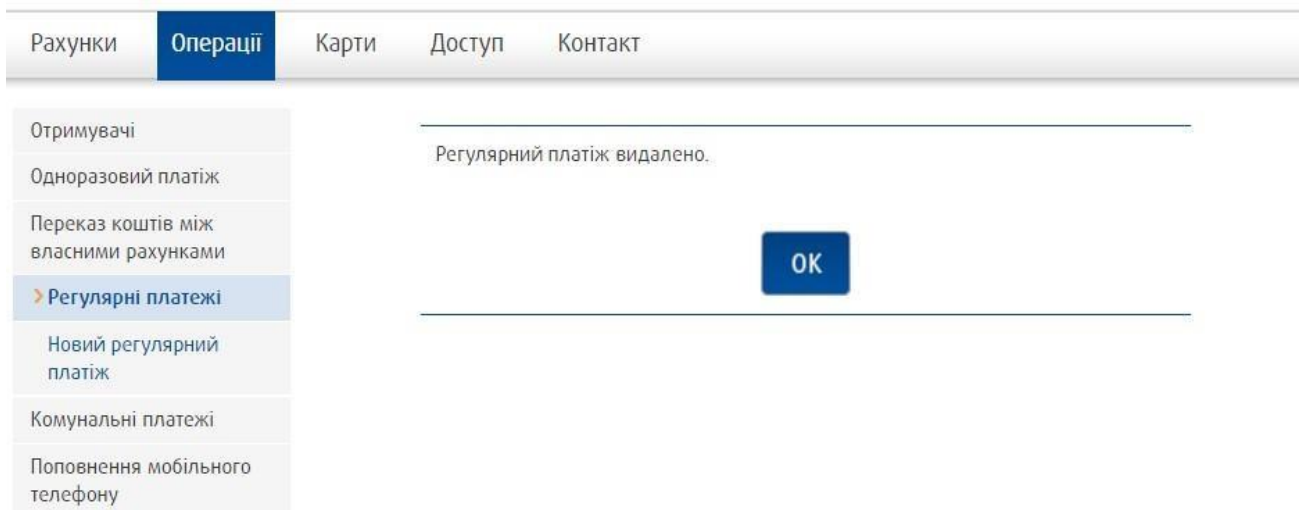 Рахунки Операції Карти Доступ Контакт
Отримувачі
Одноразовий платіж
Переказ коштів між
власними рахунками
Регулярні платежі
Новий регулярний
платіж
Комунальні платежі
Поповнення мобільного
телефону
Регулярний платіж видалено.
OK